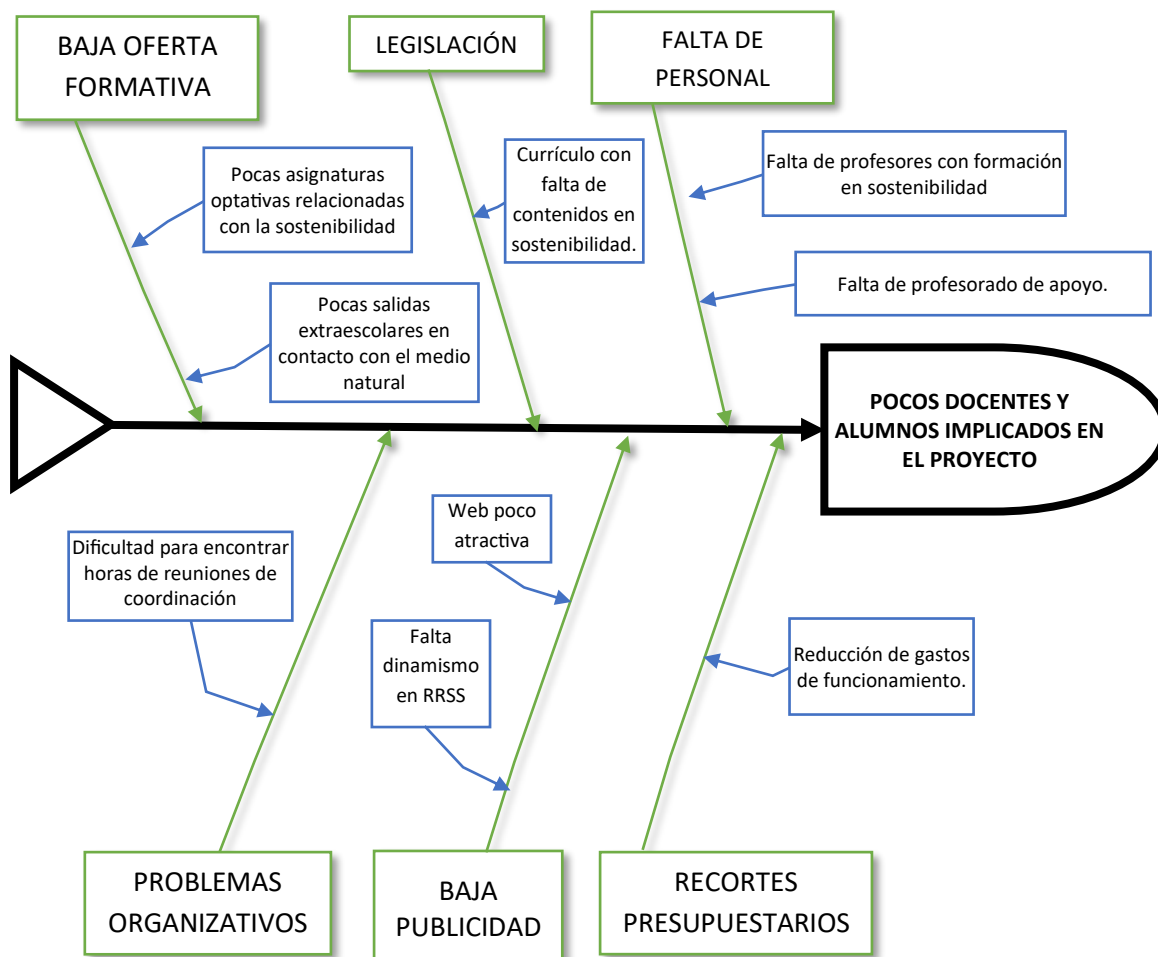 BAJA OFERTA
FORMATIVA
LEGISLACIÓN
FALTA DE
PERSONAL
Pocas asignaturas
optativas relacionadas
con la sostenibilidad
Currículo con
falta de
contenidos en
sostenibilidad.
Falta de profesores con formación
en sostenibilidad
Pocas salidas
extraescolares en
contacto con el medio
natural
Falta de profesorado de apoyo.
POCOS DOCENTES Y
ALUMNOS IMPLICADOS EN
EL PROYECTO
Dificultad para encontrar
horas de reuniones de
coordinación
Web poco
atractiva
Falta
dinamismo
en RRSS
Reducción de gastos
de funcionamiento.
PROBLEMAS
ORGANIZATIVOS
BAJA
PUBLICIDAD
RECORTES
PRESUPUESTARIOS